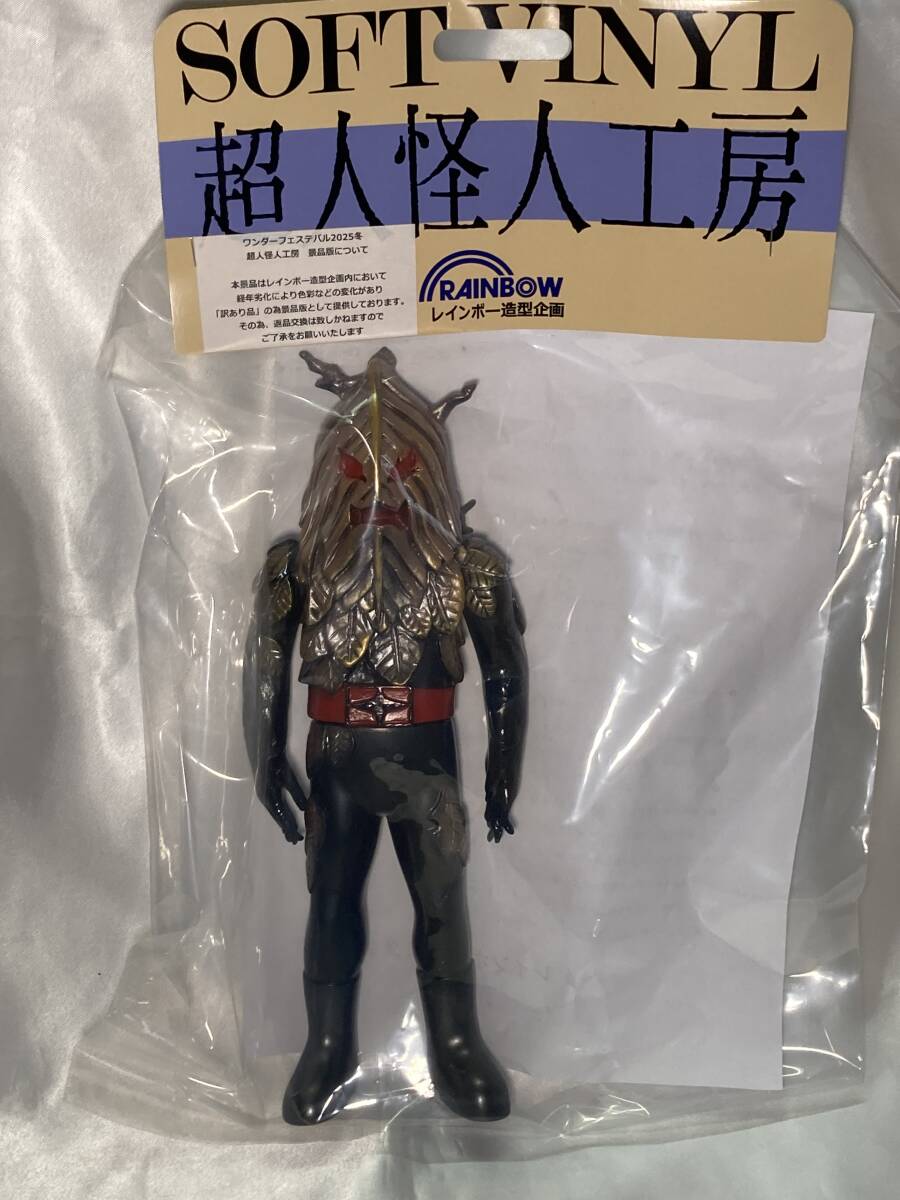 SOFT VINYL
超人怪人工房
ワンダーフェスデバル2025冬
超人怪人工房　景品版について
本景品はレインボー造型企画内において
経年劣化により色彩などの変化があり
「訳あり品」の為景品版として提供しております。
その為、返品交換は致しかねますので
ご了承をお願いいたします
RAINBOW
レインボー造型企画